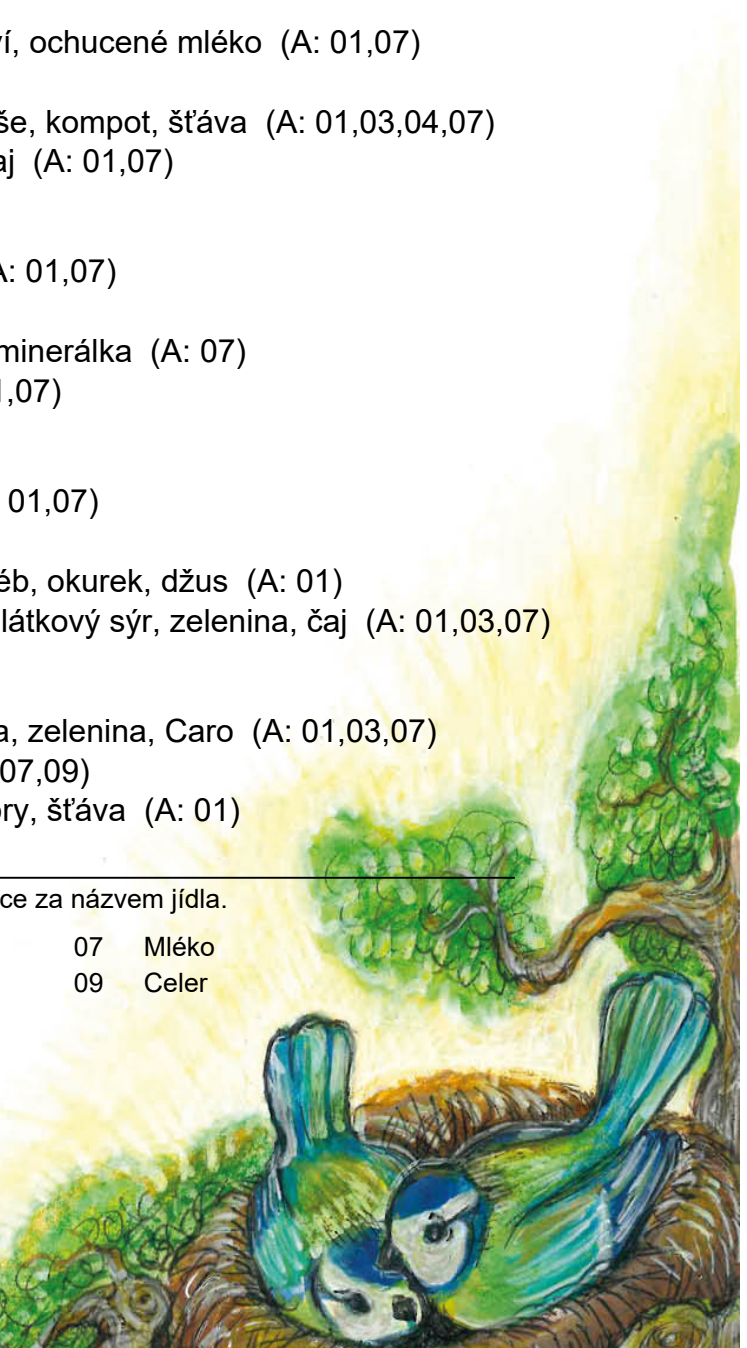 ví, ochucené mléko (A: 01,07)
še, kompot, šťáva (A: 01,03,04,07)
aj (A: 01,07)
A: 01,07)
minerálka (A: 07)
1,07)
01,07)
éb, okurek, džus (A: 01)
látkový sýr, zelenina, čaj (A: 01,03,07)
a, zelenina, Caro (A: 01,03,07)
07,09)
ory, šťáva (A: 01)
ce za názvem jídla.
07 Mléko
09 Celer